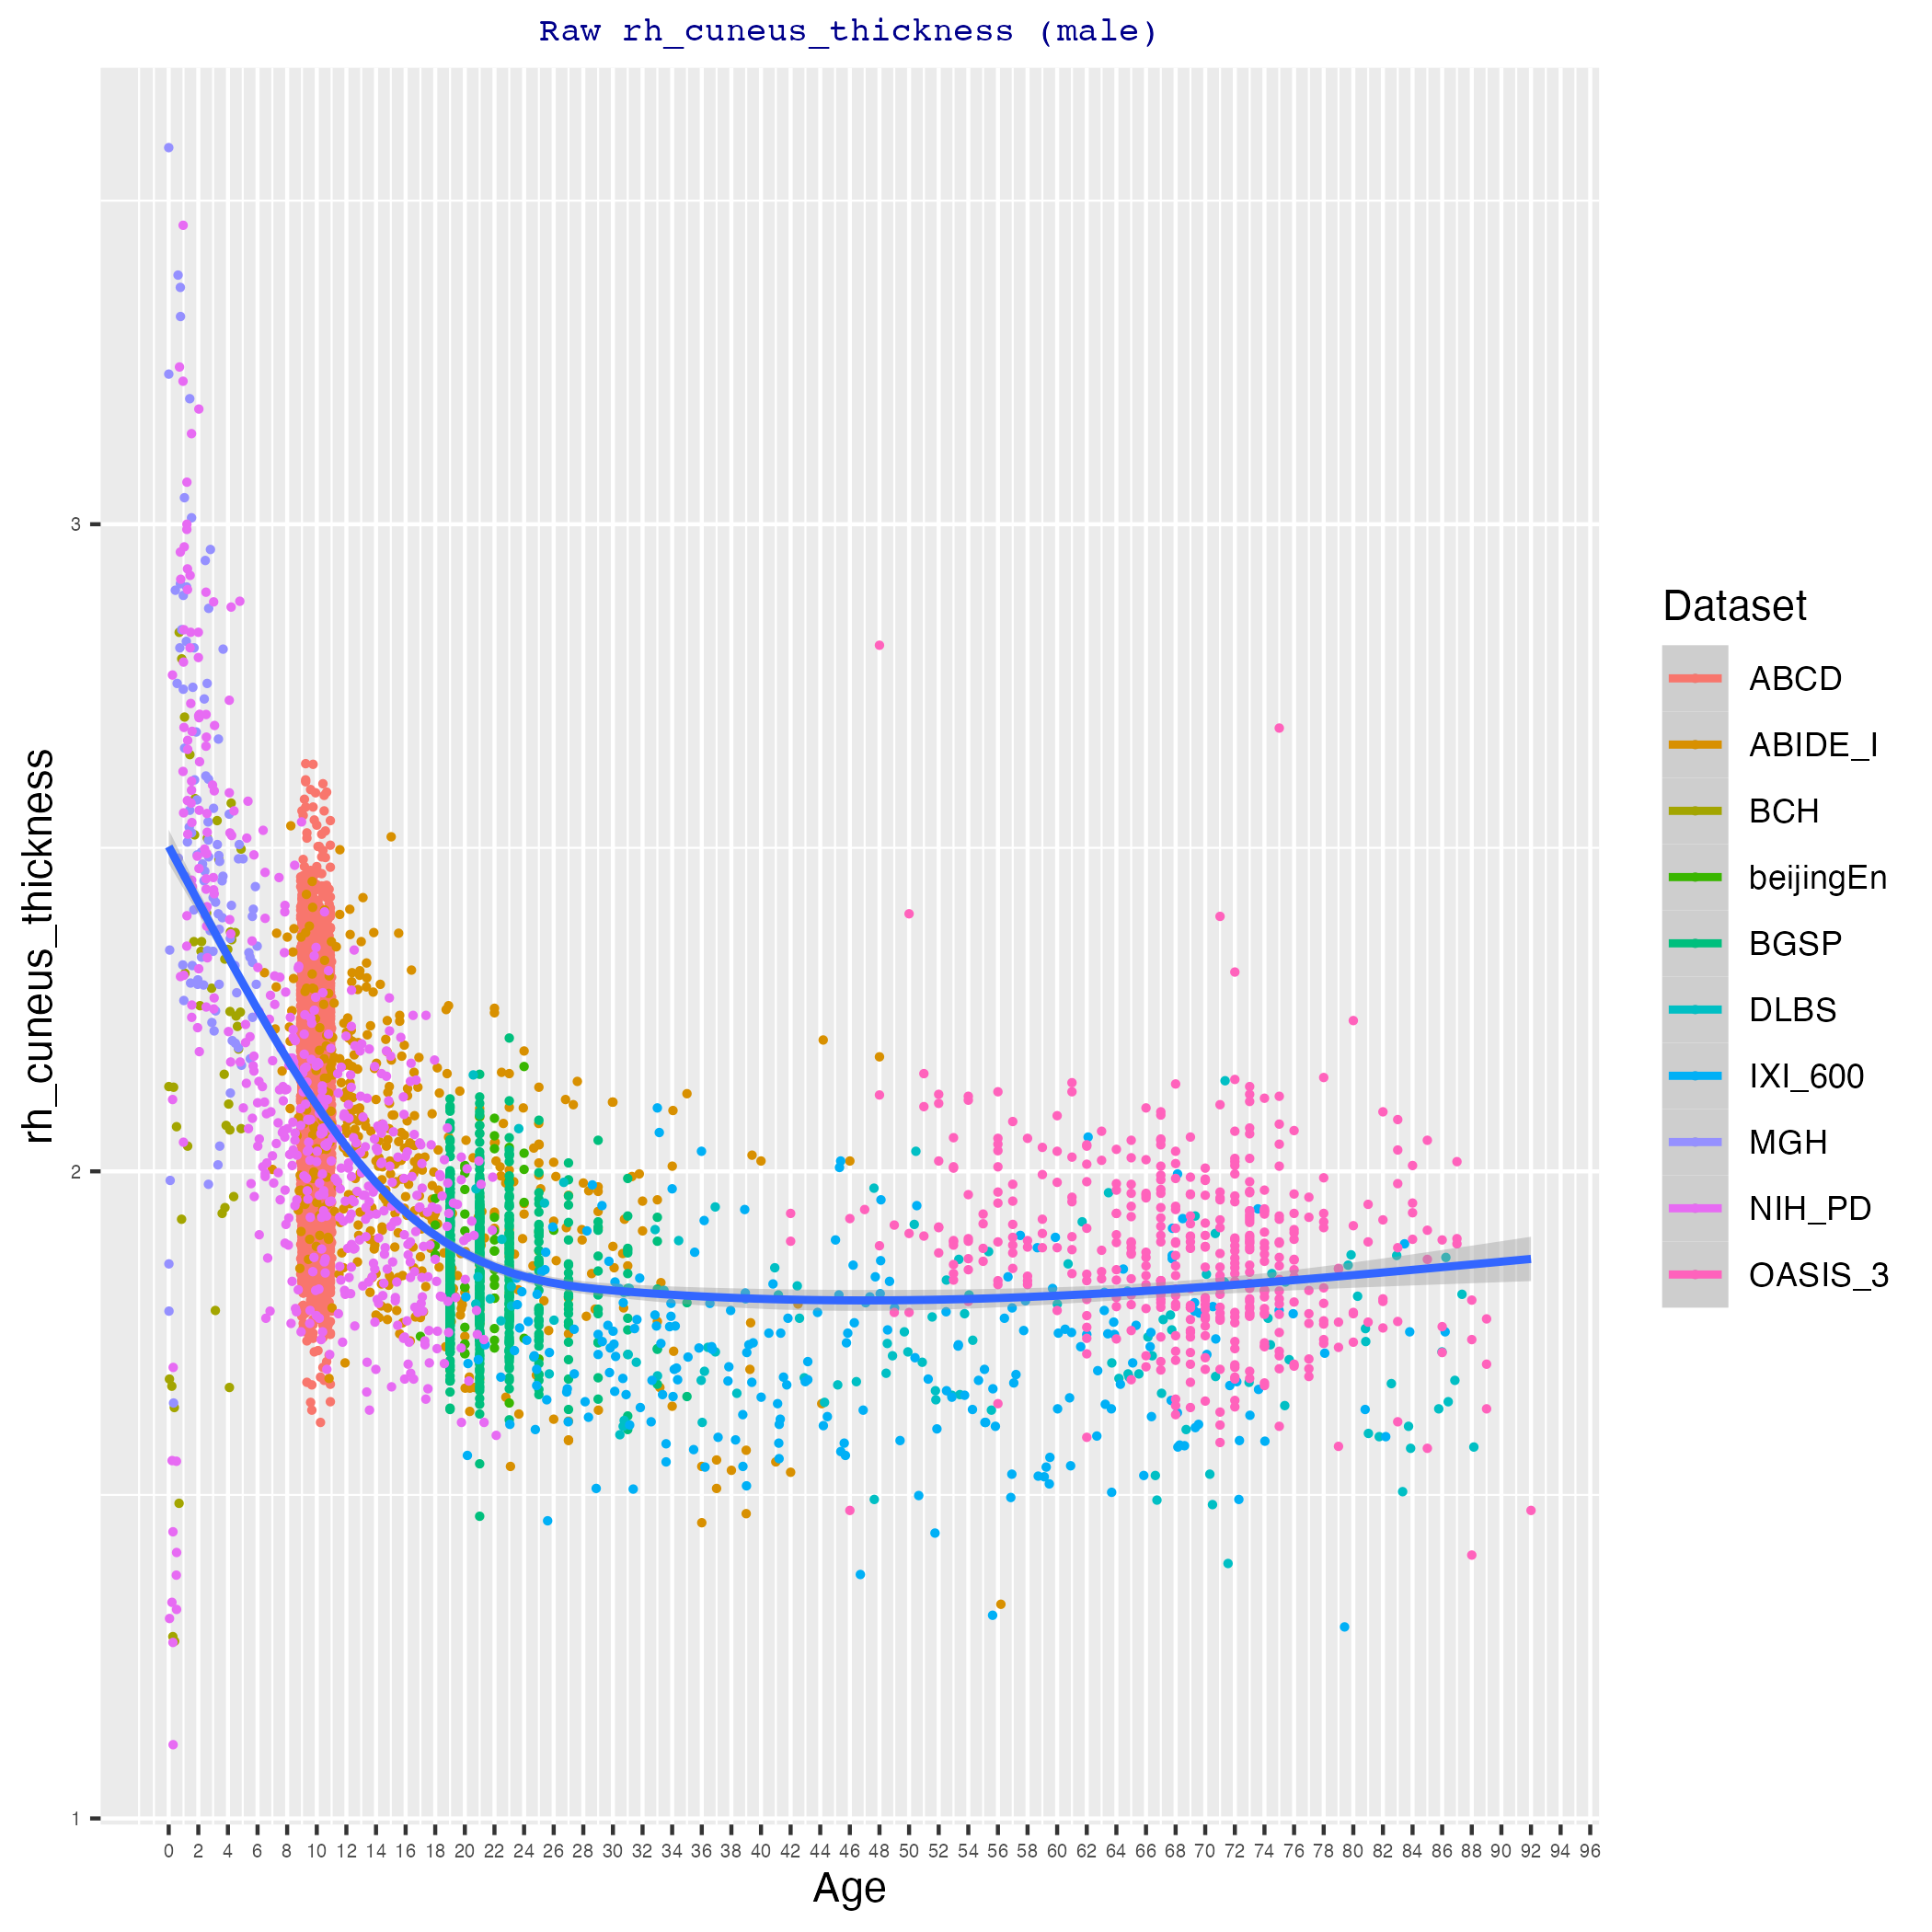 Raw rh_cuneus_thickness (male)
rh_cuneus_thickness
3
2
1
0 2 4 6 8 10 12 14 16 18 20 22 24 26 28 30 32 34 36 38 40 42 44 46 48 50 52 54 56 58 60 62 64 66 68 70 72 74 76 78 80 82 84 86 88 90 92 94 96
Age
Dataset
ABCD
ABIDE_I
BCH
beijingEn
BGSP
DLBS
IXI_600
MGH
NIH_PD
OASIS_3